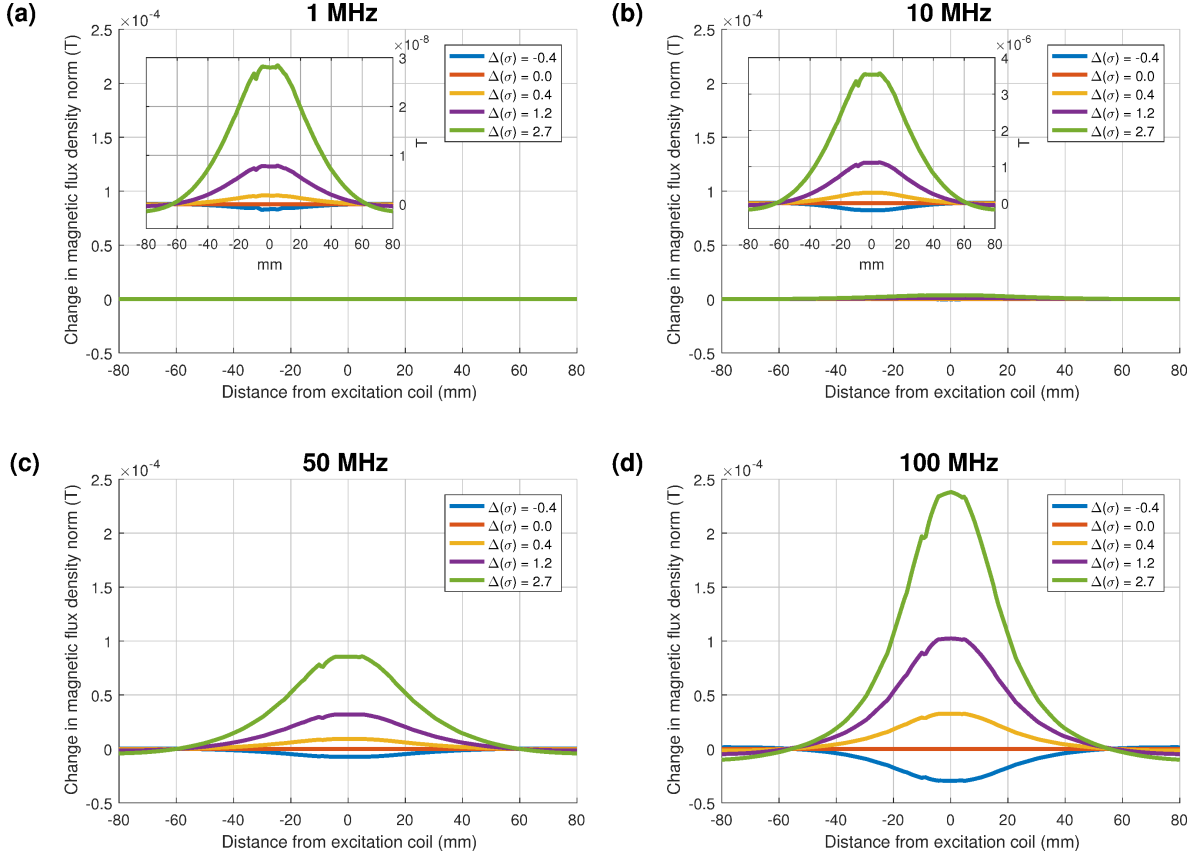 (a)
1 MHz
×10⁻⁴
2.5
2
1.5
1
0.5
0
-0.5
-80 -60 -40 -20 0 20 40 60 80
Change in magnetic flux density norm (T)
Distance from excitation coil (mm)
×10⁻⁸
3
2
1
0
T
-80 -60 -40 -20 0 20 40 60 80
mm
Δ(σ) = -0.4
Δ(σ) = 0.0
Δ(σ) = 0.4
Δ(σ) = 1.2
Δ(σ) = 2.7
(b)
10 MHz
×10⁻⁴
2.5
2
1.5
1
0.5
0
-0.5
-80 -60 -40 -20 0 20 40 60 80
Change in magnetic flux density norm (T)
Distance from excitation coil (mm)
×10⁻⁶
4
3
2
1
0
T
-80 -60 -40 -20 0 20 40 60 80
mm
Δ(σ) = -0.4
Δ(σ) = 0.0
Δ(σ) = 0.4
Δ(σ) = 1.2
Δ(σ) = 2.7
(c)
50 MHz
×10⁻⁴
2.5
2
1.5
1
0.5
0
-0.5
-80 -60 -40 -20 0 20 40 60 80
Change in magnetic flux density norm (T)
Distance from excitation coil (mm)
Δ(σ) = -0.4
Δ(σ) = 0.0
Δ(σ) = 0.4
Δ(σ) = 1.2
Δ(σ) = 2.7
(d)
100 MHz
×10⁻⁴
2.5
2
1.5
1
0.5
0
-0.5
-80 -60 -40 -20 0 20 40 60 80
Change in magnetic flux density norm (T)
Distance from excitation coil (mm)
Δ(σ) = -0.4
Δ(σ) = 0.0
Δ(σ) = 0.4
Δ(σ) = 1.2
Δ(σ) = 2.7